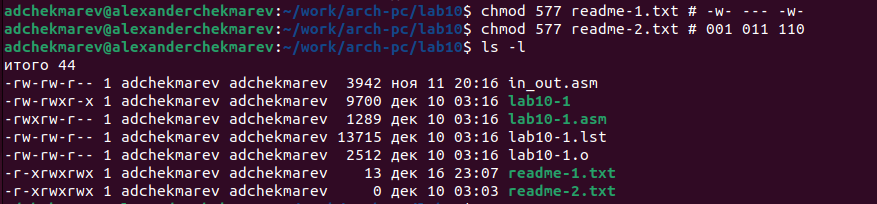 adchekmarev@alexanderchekmarev:~/work/arch-pc/lab10$ chmod 577 readme-1.txt # -w- --- -w-
adchekmarev@alexanderchekmarev:~/work/arch-pc/lab10$ chmod 577 readme-2.txt # 001 011 110
adchekmarev@alexanderchekmarev:~/work/arch-pc/lab10$ ls -l
итого 44
-rw-rw-r-- 1 adchekmarev adchekmarev  3942 ноя 11 20:16 in_out.asm
-rw-rwxr-x 1 adchekmarev adchekmarev  9700 дек 10 03:16 lab10-1
-rwxrw-r-- 1 adchekmarev adchekmarev  1289 дек 10 03:16 lab10-1.asm
-rw-rw-r-- 1 adchekmarev adchekmarev 13715 дек 10 03:16 lab10-1.lst
-rw-rw-r-- 1 adchekmarev adchekmarev  2512 дек 10 03:16 lab10-1.o
-r-xrwxrwx 1 adchekmarev adchekmarev    13 дек 16 23:07 readme-1.txt
-r-xrwxrwx 1 adchekmarev adchekmarev     0 дек 10 03:03 readme-2.txt